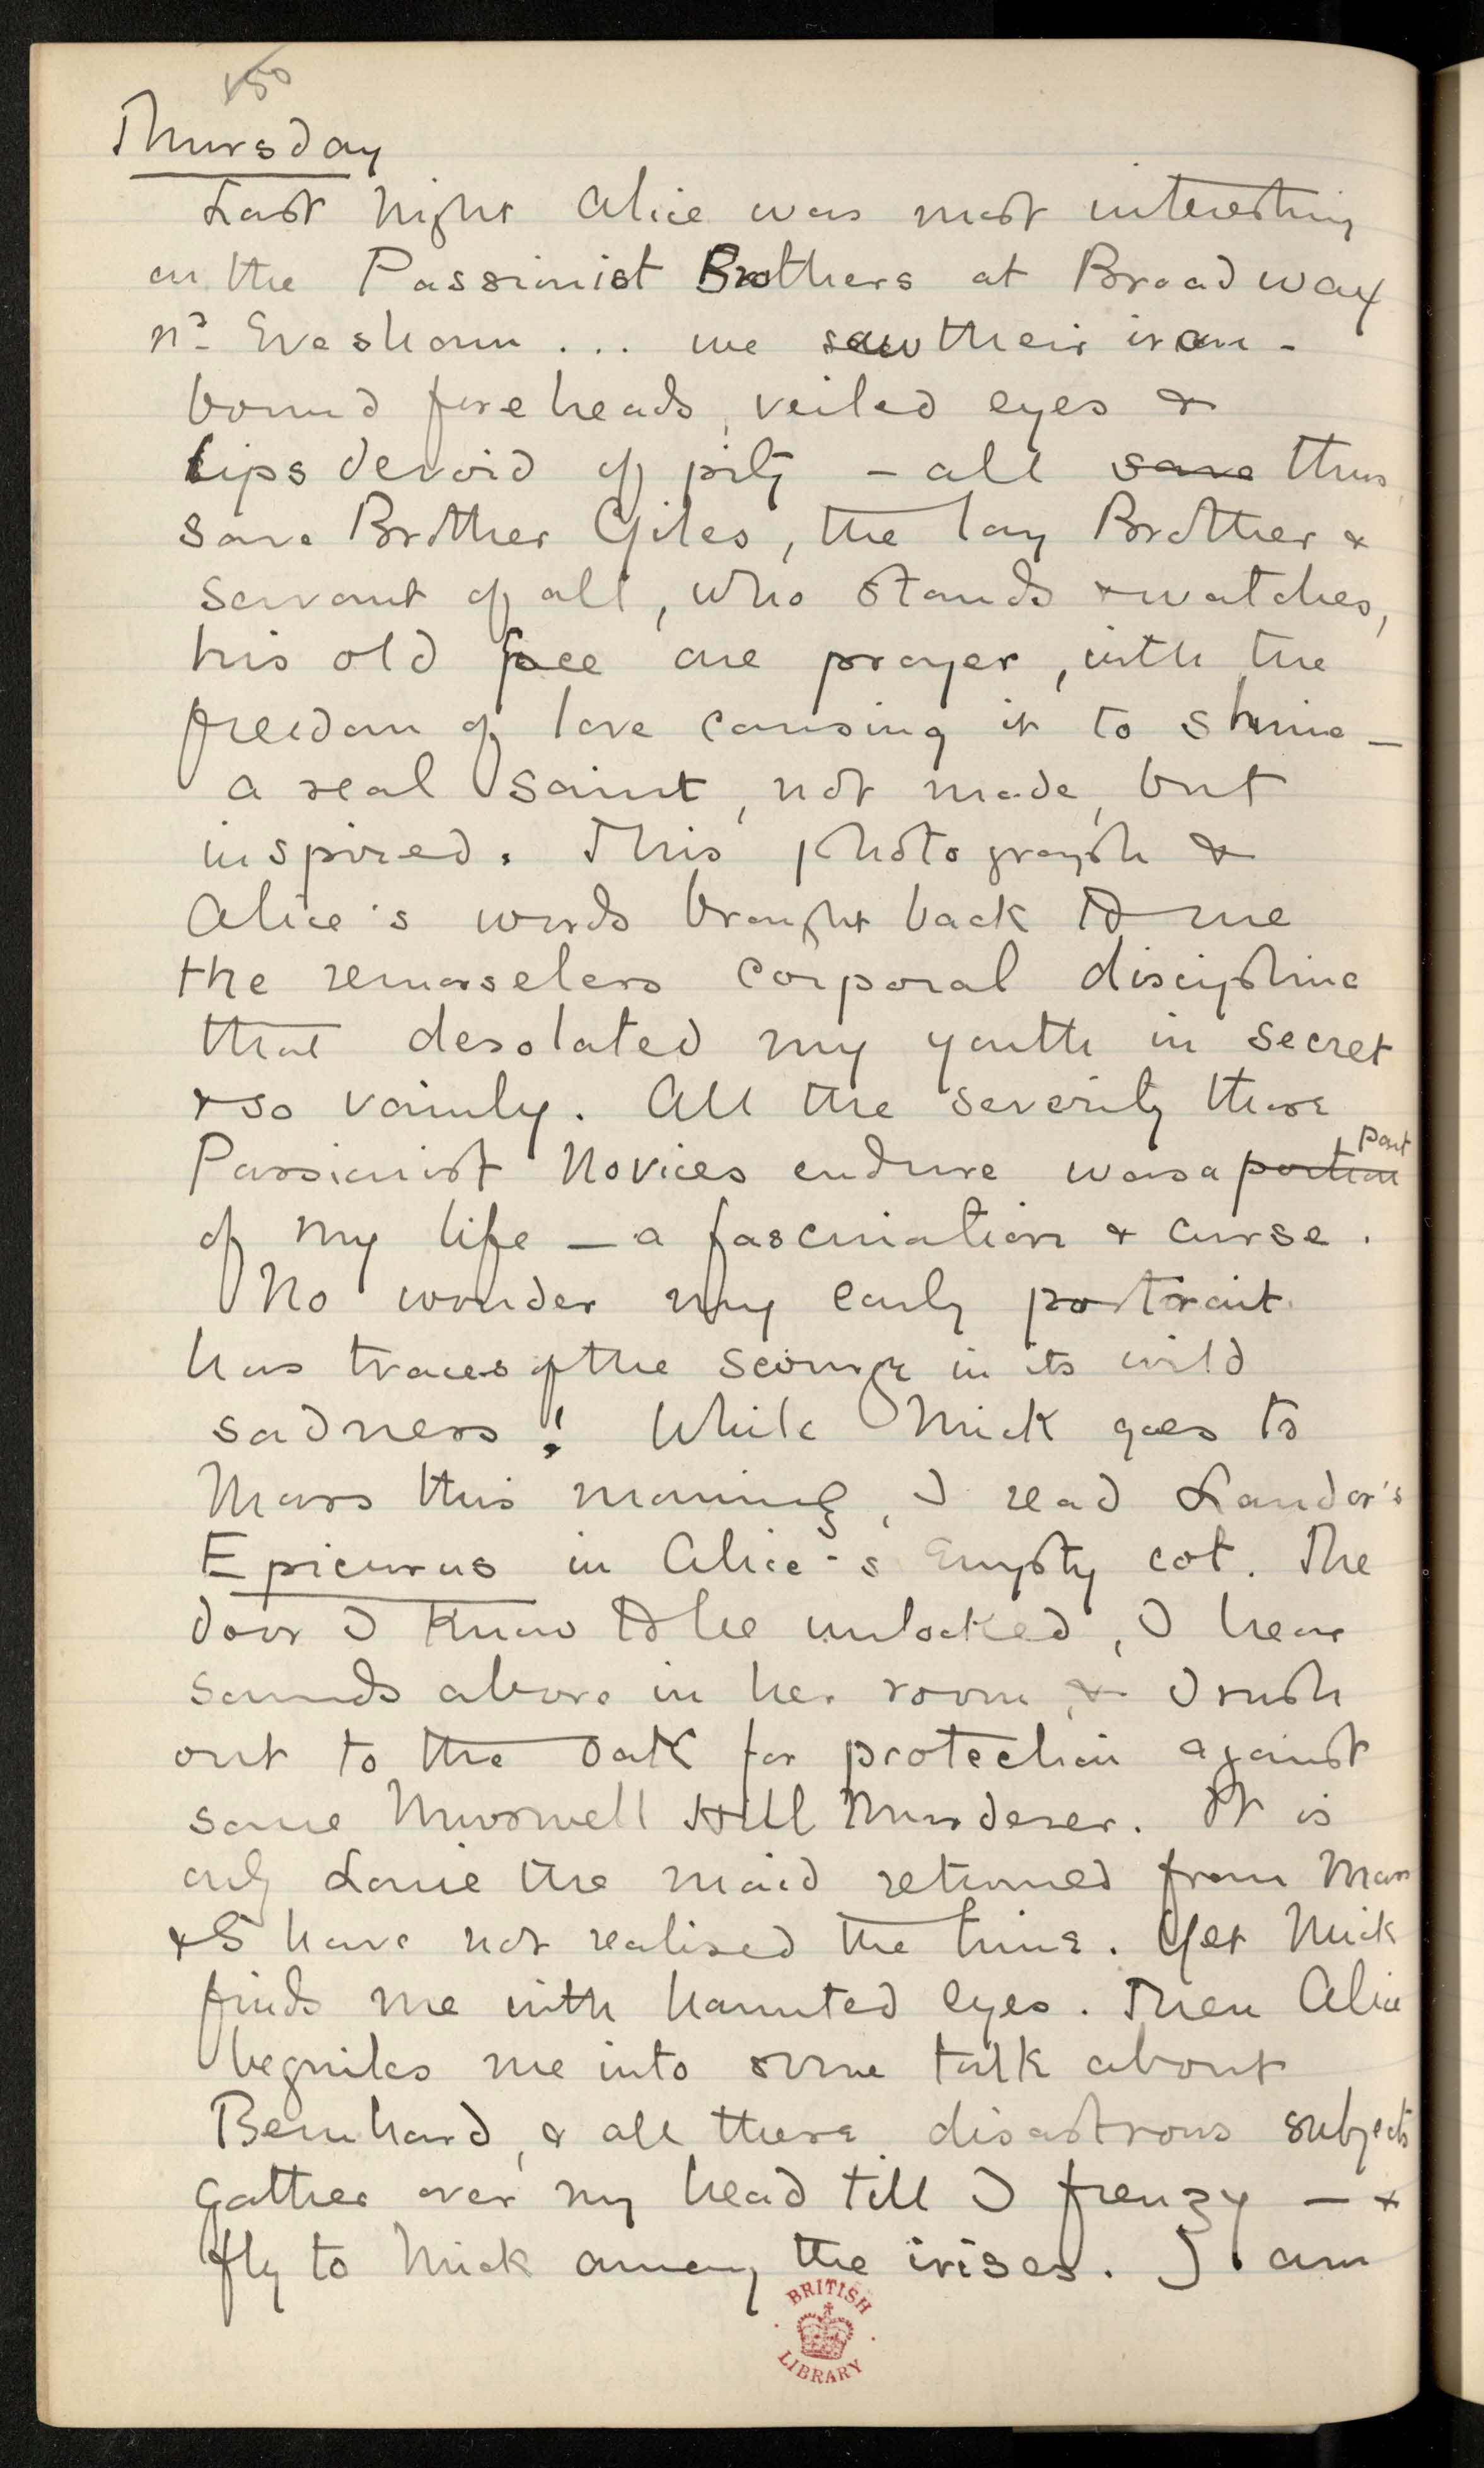 150
Thursday
Last night Alice was most interesting
on the Passionist Brothers at Broadway
nr Evesham ... we saw their iron-
bound foreheads, veiled eyes &
lips devoid of pity – all save thus,
save Brother Giles, the lay Brother &
servant of all, who stands & watches,
his old face one prayer, with the
freedom of love causing it to shine –
a real saint, not made, but
inspired. This photograph &
Alice's words brought back to me
the remorseless corporal discipline
that desolated my youth in secret
& so vainly. All the severity these
Passionist Novices endure was a portion part
of my life – a fascination & curse.
No wonder my early portrait
has traces of the scourge in its wild
sadness! While Mick goes to
Mass this morning, I read Landor's
Epicurus in Alice's empty cot. The
door I know to be unlocked, I hear
sounds above in her room & I rush
out to the Oak for protection against
some Muswell Hill Murderer. It is
only Louie the maid returned from Mass
& I have not realised the time. Yet Mick
finds me with haunted eyes. Then Alice
beguiles me into some talk about
Bernhard, & all these disastrous subjects
gather over my head till I frenzy – &
fly to Mick among the irises. I am
BRITISH
LIBRARY